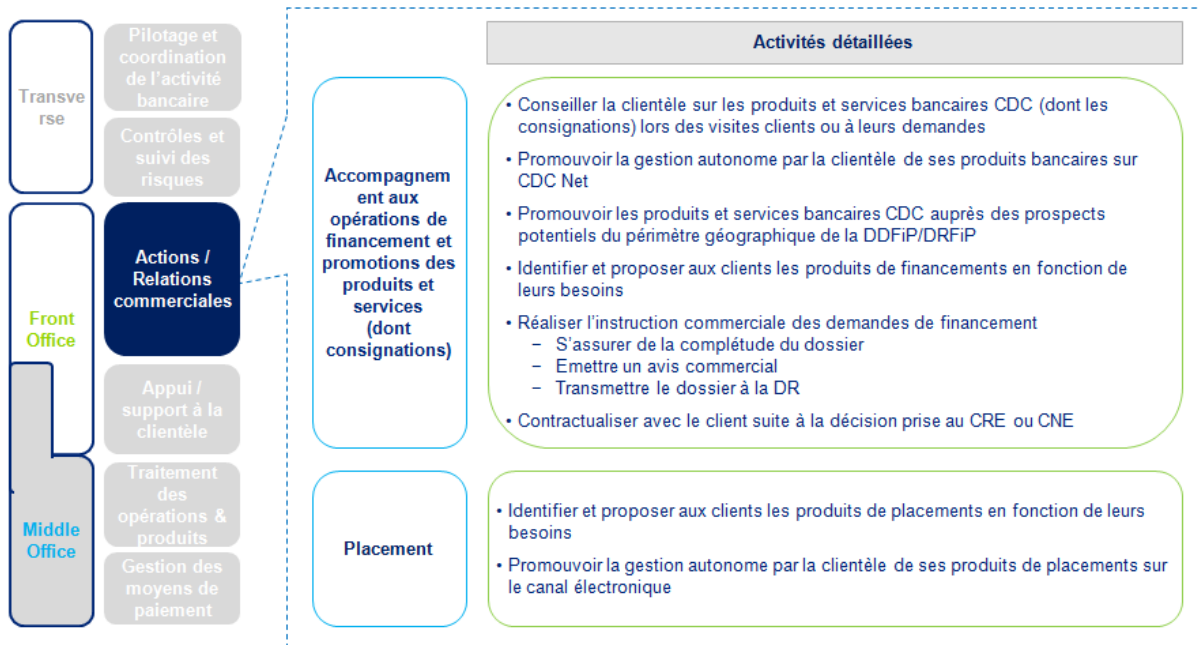 Transve
rse
Pilotage et
coordination
de l'activité
bancaire
Contrôles et
suivi des
risques
Front
Office
Actions /
Relations
commerciales
Appui /
support à la
clientèle
Middle
Office
Traitement
des
opérations &
produits
Gestion des
moyens de
paiement
Activités détaillées
Accompagnem
ent aux
opérations de
financement et
promotions des
produits et
services
(dont
consignations)
• Conseiller la clientèle sur les produits et services bancaires CDC (dont les
consignations) lors des visites clients ou à leurs demandes
• Promouvoir la gestion autonome par la clientèle de ses produits bancaires sur
CDC Net
• Promouvoir les produits et services bancaires CDC auprès des prospects
potentiels du périmètre géographique de la DDFiP/DRFiP
• Identifier et proposer aux clients les produits de financements en fonction de
leurs besoins
• Réaliser l'instruction commerciale des demandes de financement
− S'assurer de la complétude du dossier
− Emettre un avis commercial
− Transmettre le dossier à la DR
• Contractualiser avec le client suite à la décision prise au CRE ou CNE
Placement
• Identifier et proposer aux clients les produits de placements en fonction de leurs
besoins
• Promouvoir la gestion autonome par la clientèle de ses produits de placements sur
le canal électronique